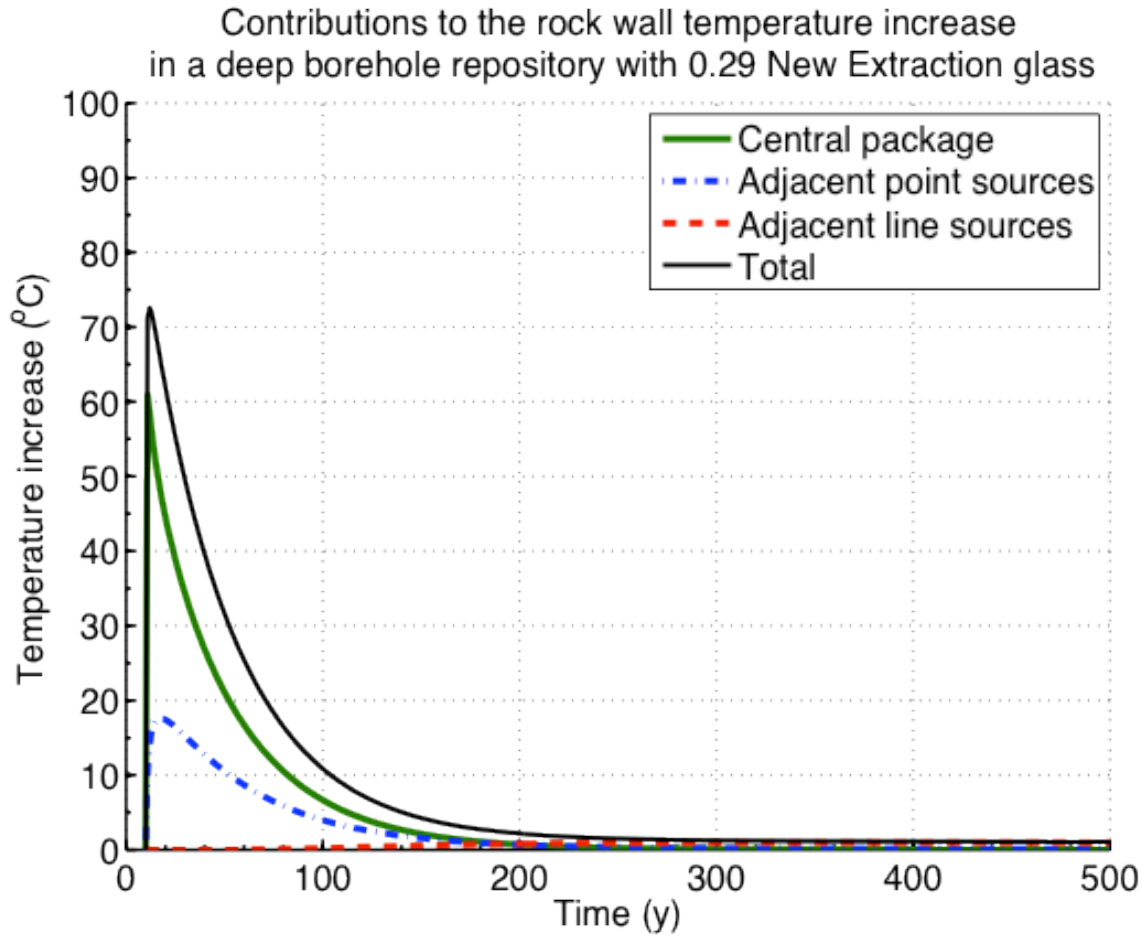 Contributions to the rock wall temperature increase
in a deep borehole repository with 0.29 New Extraction glass
Temperature increase (°C)
100
90
80
70
60
50
40
30
20
10
0
Central package
Adjacent point sources
Adjacent line sources
Total
0
100
200
300
400
500
Time (y)